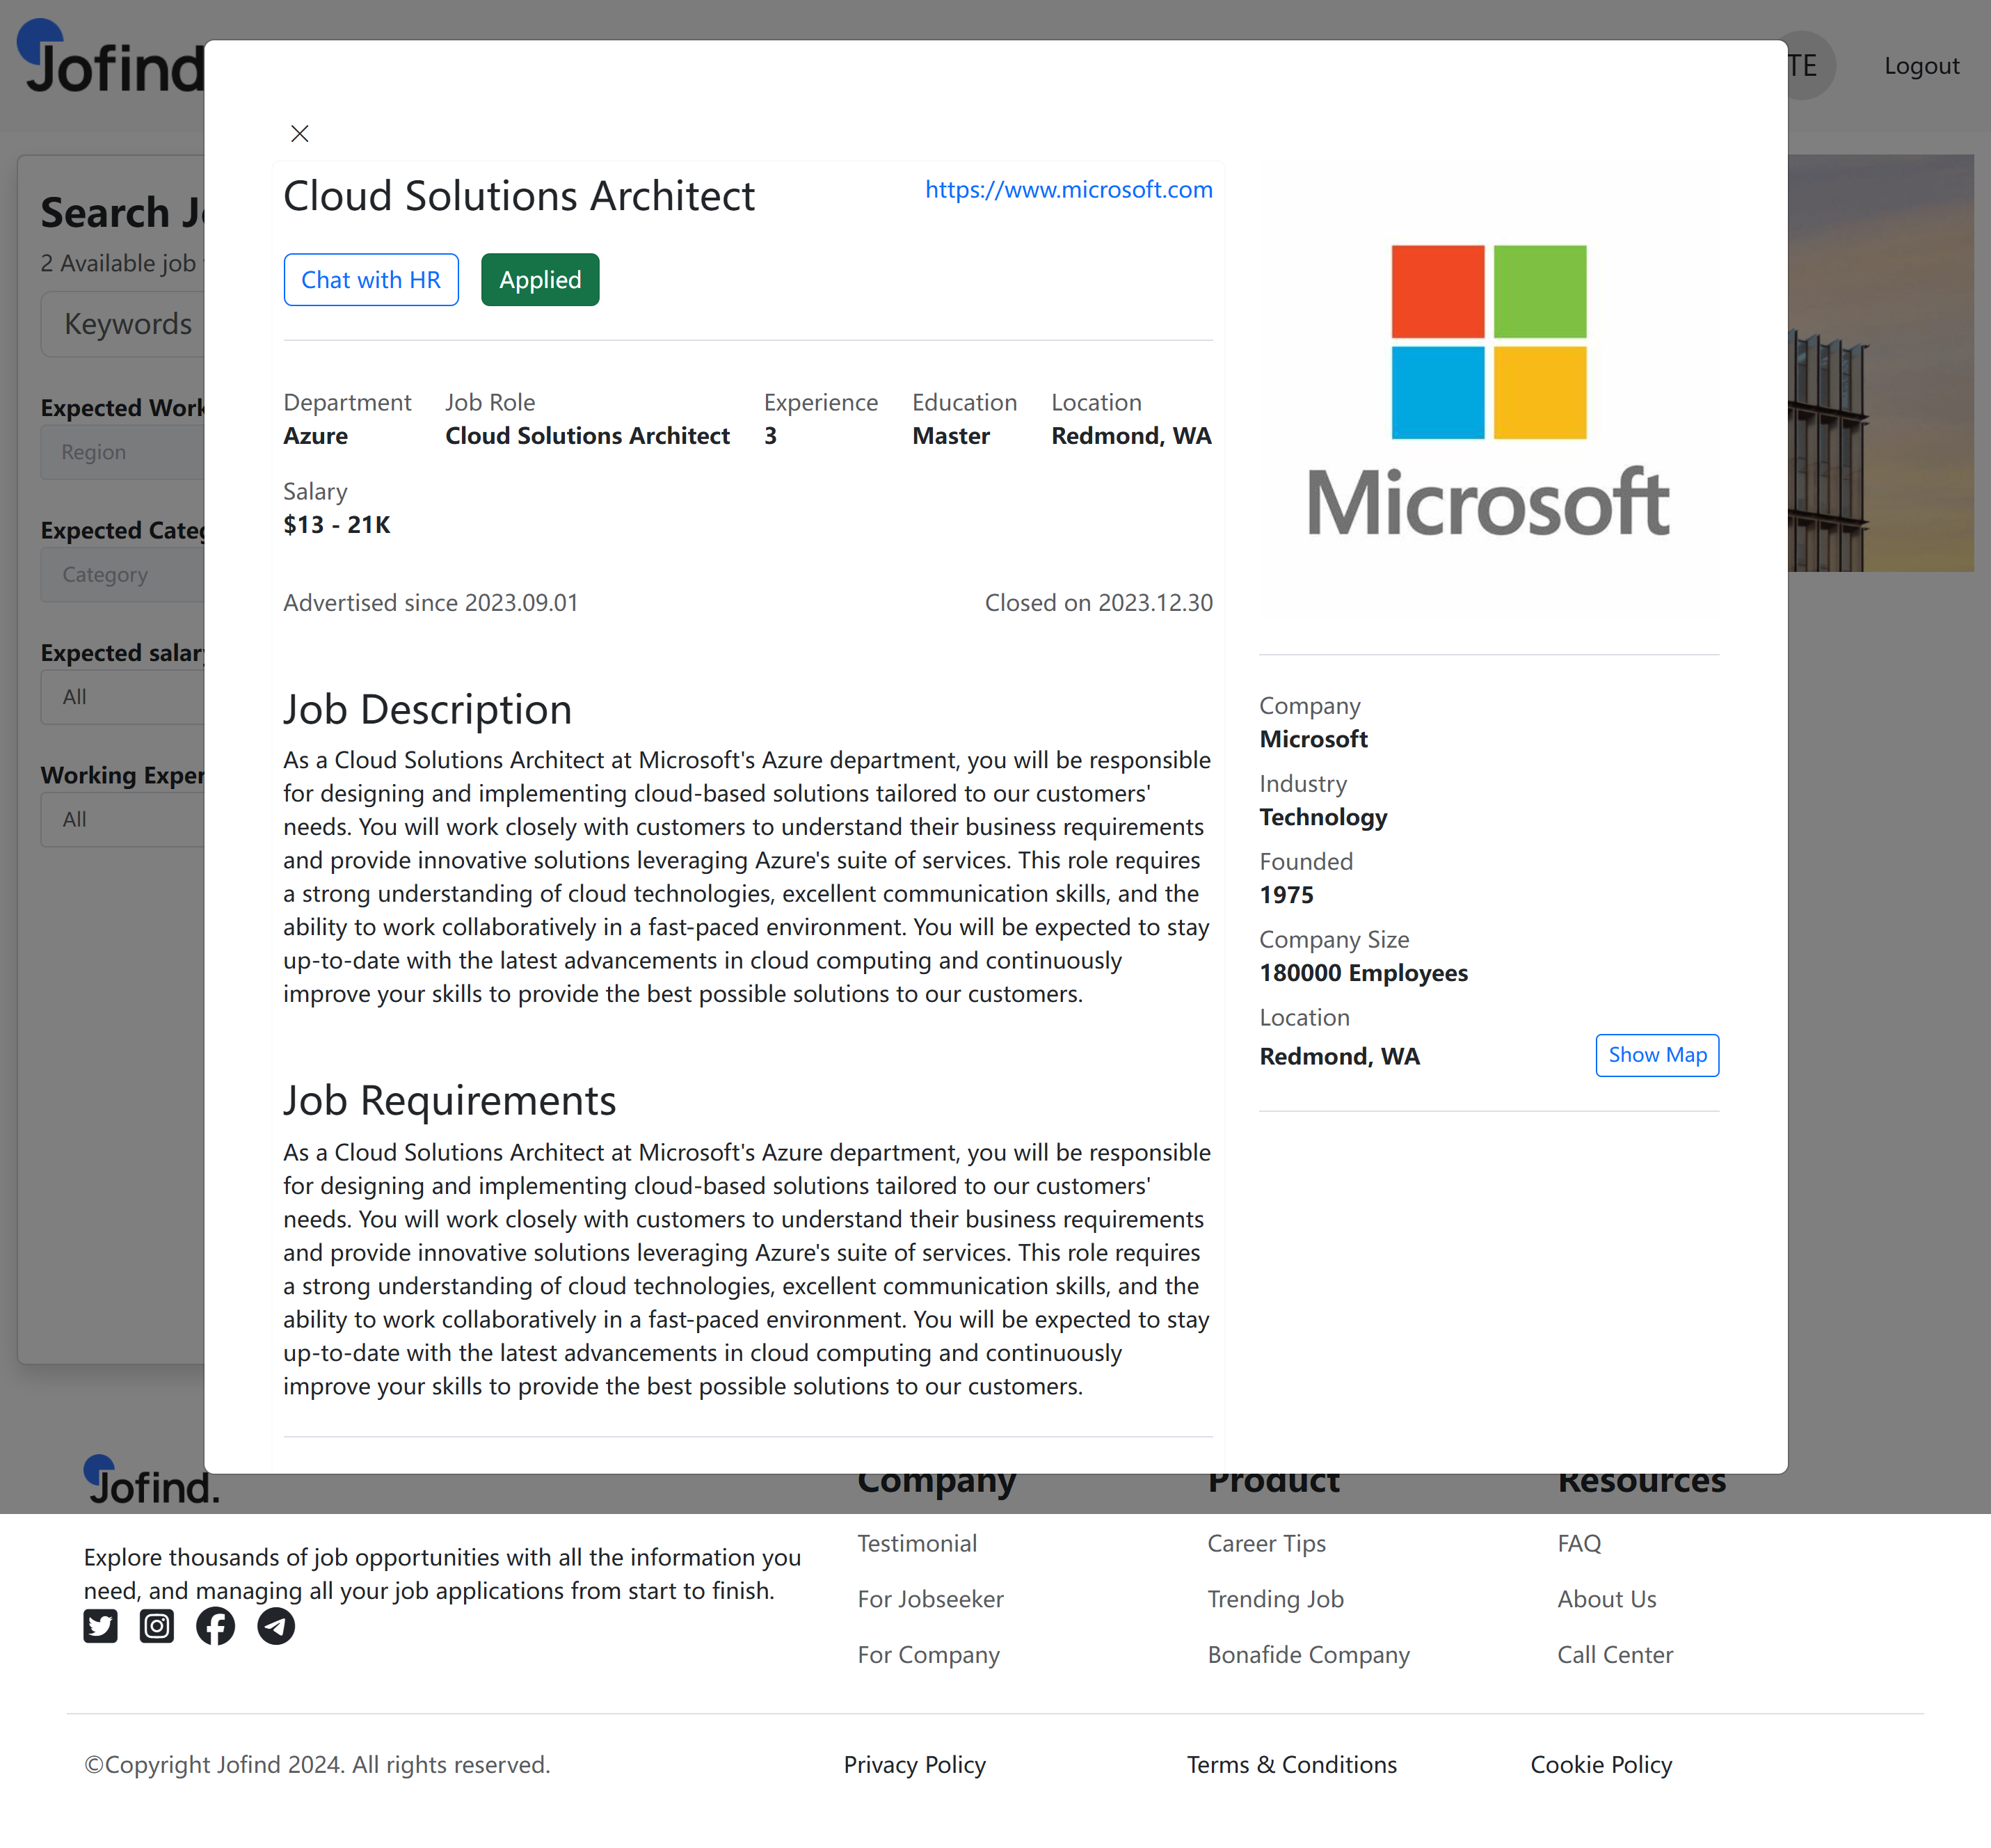 Jofind
TE
Logout
Search J
2 Available job
Keywords
Expected Work
Region
Expected Categ
Category
Expected salar
All
Working Exper
All
Cloud Solutions Architect
https://www.microsoft.com
Chat with HR
Applied
Department
Job Role
Experience
Education
Location
Azure
Cloud Solutions Architect
3
Master
Redmond, WA
Salary
$13 - 21K
Advertised since 2023.09.01
Closed on 2023.12.30
Job Description
As a Cloud Solutions Architect at Microsoft's Azure department, you will be responsible
for designing and implementing cloud-based solutions tailored to our customers'
needs. You will work closely with customers to understand their business requirements
and provide innovative solutions leveraging Azure's suite of services. This role requires
a strong understanding of cloud technologies, excellent communication skills, and the
ability to work collaboratively in a fast-paced environment. You will be expected to stay
up-to-date with the latest advancements in cloud computing and continuously
improve your skills to provide the best possible solutions to our customers.
Job Requirements
As a Cloud Solutions Architect at Microsoft's Azure department, you will be responsible
for designing and implementing cloud-based solutions tailored to our customers'
needs. You will work closely with customers to understand their business requirements
and provide innovative solutions leveraging Azure's suite of services. This role requires
a strong understanding of cloud technologies, excellent communication skills, and the
ability to work collaboratively in a fast-paced environment. You will be expected to stay
up-to-date with the latest advancements in cloud computing and continuously
improve your skills to provide the best possible solutions to our customers.
Microsoft
Company
Microsoft
Industry
Technology
Founded
1975
Company Size
180000 Employees
Location
Redmond, WA
Show Map
Jofind.
Explore thousands of job opportunities with all the information you
need, and managing all your job applications from start to finish.
Company
Testimonial
For Jobseeker
For Company
Product
Career Tips
Trending Job
Bonafide Company
Resources
FAQ
About Us
Call Center
©Copyright Jofind 2024. All rights reserved.
Privacy Policy
Terms & Conditions
Cookie Policy